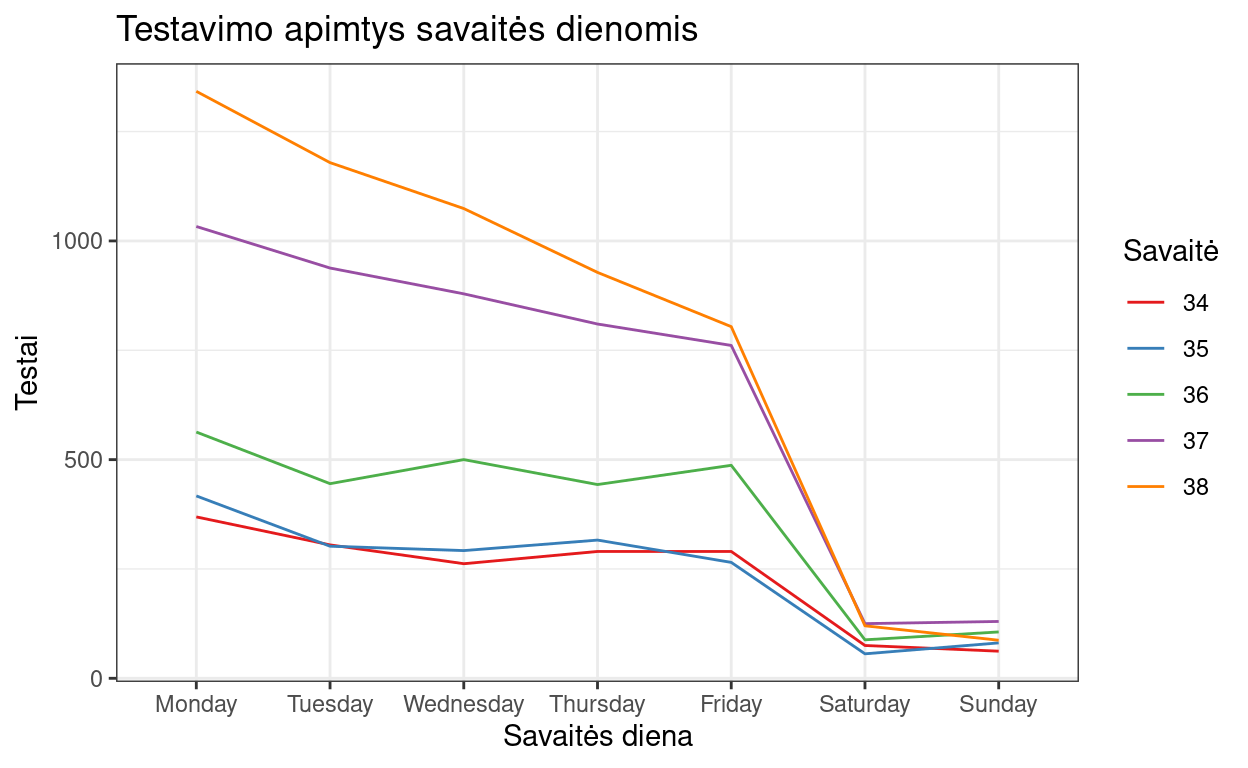 Testavimo apimtys savaitės dienomis
Testai
1000
500
0
Monday Tuesday Wednesday Thursday Friday Saturday Sunday
Savaitės diena
Savaitė
34
35
36
37
38